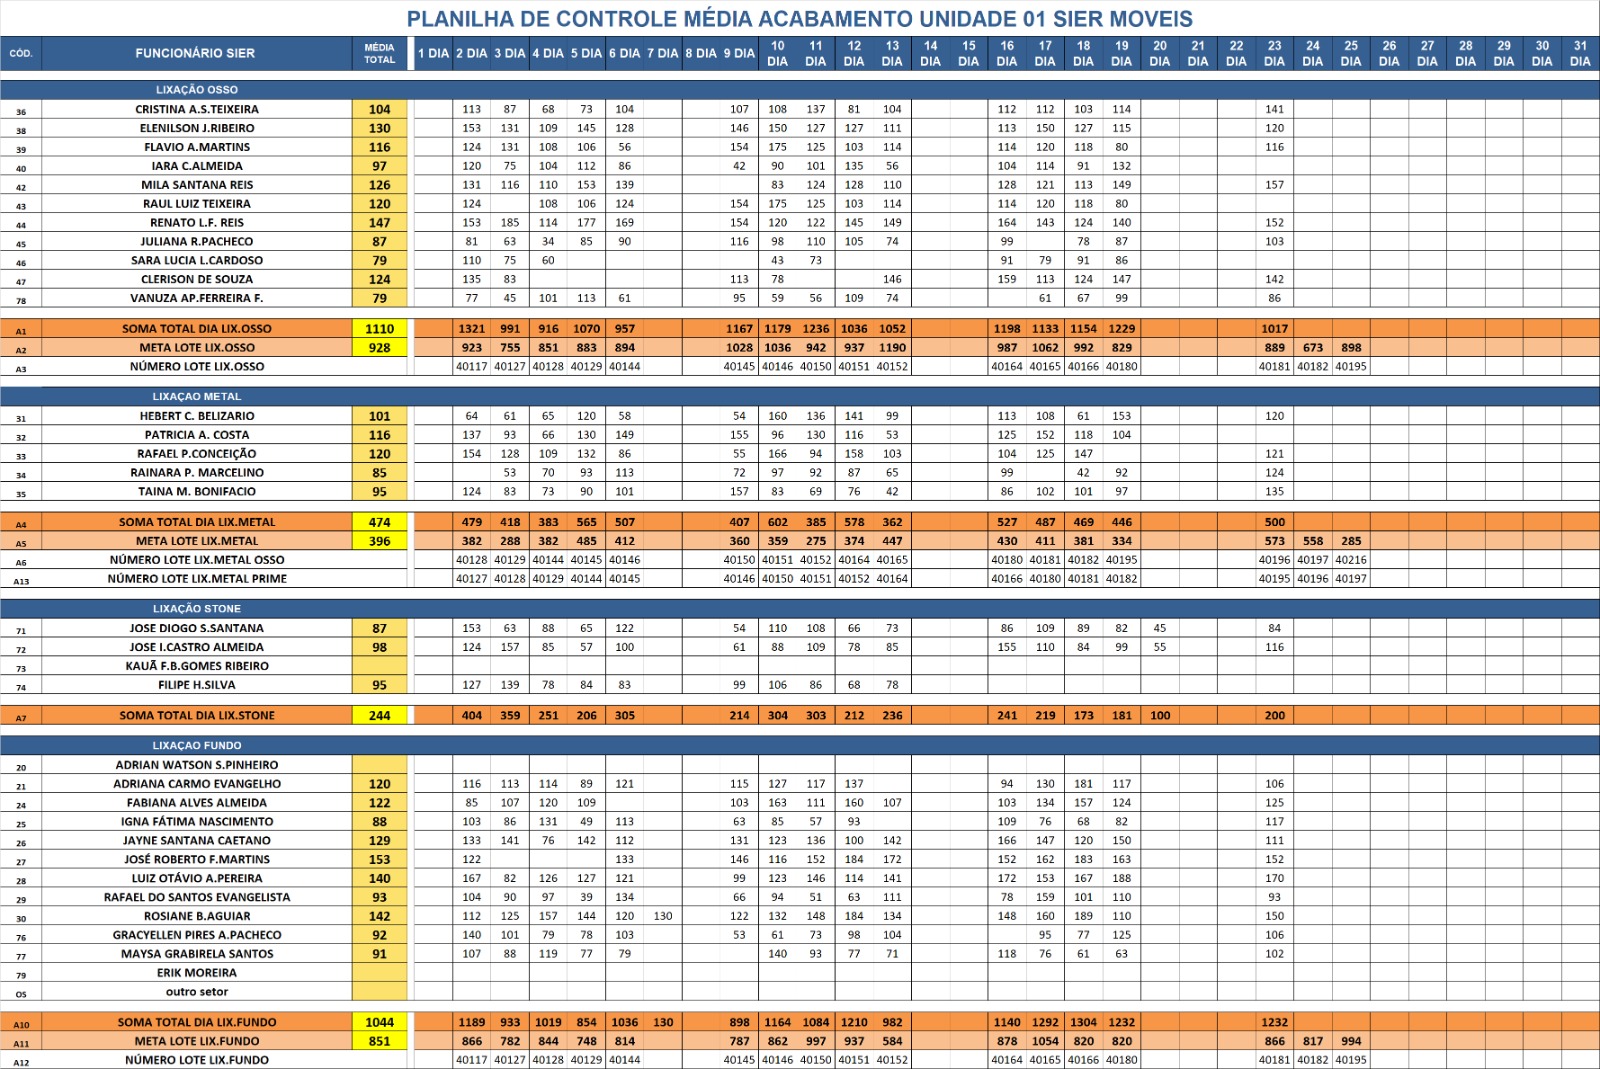 PLANILHA DE CONTROLE MÉDIA ACABAMENTO UNIDADE 01 SIER MOVEIS
CÓD. FUNCIONÁRIO SIER MÉDIA TOTAL 1 DIA 2 DIA 3 DIA 4 DIA 5 DIA 6 DIA 7 DIA 8 DIA 9 DIA 10 DIA 11 DIA 12 DIA 13 DIA 14 DIA 15 DIA 16 DIA 17 DIA 18 DIA 19 DIA 20 DIA 21 DIA 22 DIA 23 DIA 24 DIA 25 DIA 26 DIA 27 DIA 28 DIA 29 DIA 30 DIA 31 DIA
LIXAÇÃO OSSO
36 CRISTINA A.S.TEIXEIRA 104 113 87 68 73 104 107 108 137 81 104 112 112 103 114 141
38 ELENILSON J.RIBEIRO 130 153 131 109 145 128 146 150 127 127 111 113 150 127 115 120
39 FLAVIO A.MARTINS 116 124 131 108 106 56 154 175 125 103 114 114 120 118 80 116
40 IARA C.ALMEIDA 97 120 75 104 112 86 42 90 101 135 56 104 114 91 132
42 MILA SANTANA REIS 126 131 116 110 153 139 83 124 128 110 128 121 113 149 157
43 RAUL LUIZ TEIXEIRA 120 124 108 106 124 154 175 125 103 114 114 120 118 80
44 RENATO L.F. REIS 147 153 185 114 177 169 154 120 122 145 149 164 143 124 140 152
45 JULIANA R.PACHECO 87 81 63 34 85 90 116 98 110 105 74 99 78 87 103
46 SARA LUCIA L.CARDOSO 79 110 75 60 43 73 91 79 91 86
47 CLERISON DE SOUZA 124 135 83 113 78 146 159 113 124 147 142
78 VANUZA AP.FERREIRA F. 79 77 45 101 113 61 95 59 56 109 74 61 67 99 86
A1 SOMA TOTAL DIA LIX.OSSO 1110 1321 991 916 1070 957 1167 1179 1236 1036 1052 1198 1133 1154 1229 1017
A2 META LOTE LIX.OSSO 928 923 755 851 883 894 1028 1036 942 937 1190 987 1062 992 829 889 673 898
A3 NÚMERO LOTE LIX.OSSO 40117 40127 40128 40129 40144 40145 40146 40150 40151 40152 40164 40165 40166 40180 40181 40182 40195
LIXAÇAO METAL
31 HEBERT C. BELIZARIO 101 64 61 65 120 58 54 160 136 141 99 113 108 61 153 120
32 PATRICIA A. COSTA 116 137 93 66 130 149 155 96 130 116 53 125 152 118 104
33 RAFAEL P.CONCEIÇÃO 120 154 128 109 132 86 55 166 94 158 103 104 125 147 121
34 RAINARA P. MARCELINO 85 53 70 93 113 72 97 92 87 65 99 42 92 124
35 TAINA M. BONIFACIO 95 124 83 73 90 101 157 83 69 76 42 86 102 101 97 135
A4 SOMA TOTAL DIA LIX.METAL 474 479 418 383 565 507 407 602 385 578 362 527 487 469 446 500
A5 META LOTE LIX.METAL 396 382 288 382 485 412 360 359 275 374 447 430 411 381 334 573 558 285
A6 NÚMERO LOTE LIX.METAL OSSO 40128 40129 40144 40145 40146 40150 40151 40152 40164 40165 40180 40181 40182 40195 40196 40197 40216
A13 NÚMERO LOTE LIX.METAL PRIME 40127 40128 40129 40144 40145 40146 40150 40151 40152 40164 40166 40180 40181 40182 40195 40196 40197
LIXAÇÃO STONE
71 JOSE DIOGO S.SANTANA 87 153 63 88 65 122 54 110 108 66 73 86 109 89 82 45 84
72 JOSE I.CASTRO ALMEIDA 98 124 157 85 57 100 61 88 109 78 85 155 110 84 99 55 116
73 KAUÃ F.B.GOMES RIBEIRO
74 FILIPE H.SILVA 95 127 139 78 84 83 99 106 86 68 78
A7 SOMA TOTAL DIA LIX.STONE 244 404 359 251 206 305 214 304 303 212 236 241 219 173 181 100 200
LIXAÇAO FUNDO
20 ADRIAN WATSON S.PINHEIRO
21 ADRIANA CARMO EVANGELHO 120 116 113 114 89 121 115 127 117 137 94 130 181 117 106
24 FABIANA ALVES ALMEIDA 122 85 107 120 109 103 163 111 160 107 103 134 157 124 125
25 IGNA FÁTIMA NASCIMENTO 88 103 86 131 49 113 63 85 57 93 109 76 68 82 117
26 JAYNE SANTANA CAETANO 129 133 141 76 142 112 131 123 136 100 142 166 147 120 150 111
27 JOSÉ ROBERTO F.MARTINS 153 122 133 146 116 152 184 172 152 162 183 163 152
28 LUIZ OTÁVIO A.PEREIRA 140 167 82 126 127 121 99 123 146 114 141 172 153 167 188 170
29 RAFAEL DO SANTOS EVANGELISTA 93 104 90 97 39 134 66 94 51 63 111 78 159 101 110 93
30 ROSIANE B.AGUIAR 142 112 125 157 144 120 130 122 132 148 184 134 148 160 189 110 150
76 GRACYELLEN PIRES A.PACHECO 92 140 101 79 78 103 53 61 73 98 104 95 77 125 106
77 MAYSA GRABIRELA SANTOS 91 107 88 119 77 79 140 93 77 71 118 76 61 63 102
79 ERIK MOREIRA
OS outro setor
A10 SOMA TOTAL DIA LIX.FUNDO 1044 1189 933 1019 854 1036 130 898 1164 1084 1210 982 1140 1292 1304 1232 1232
A11 META LOTE LIX.FUNDO 851 866 782 844 748 814 787 862 997 937 584 878 1054 820 820 866 817 994
A12 NÚMERO LOTE LIX.FUNDO 40117 40127 40128 40129 40144 40145 40146 40150 40151 40152 40164 40165 40166 40180 40181 40182 40195